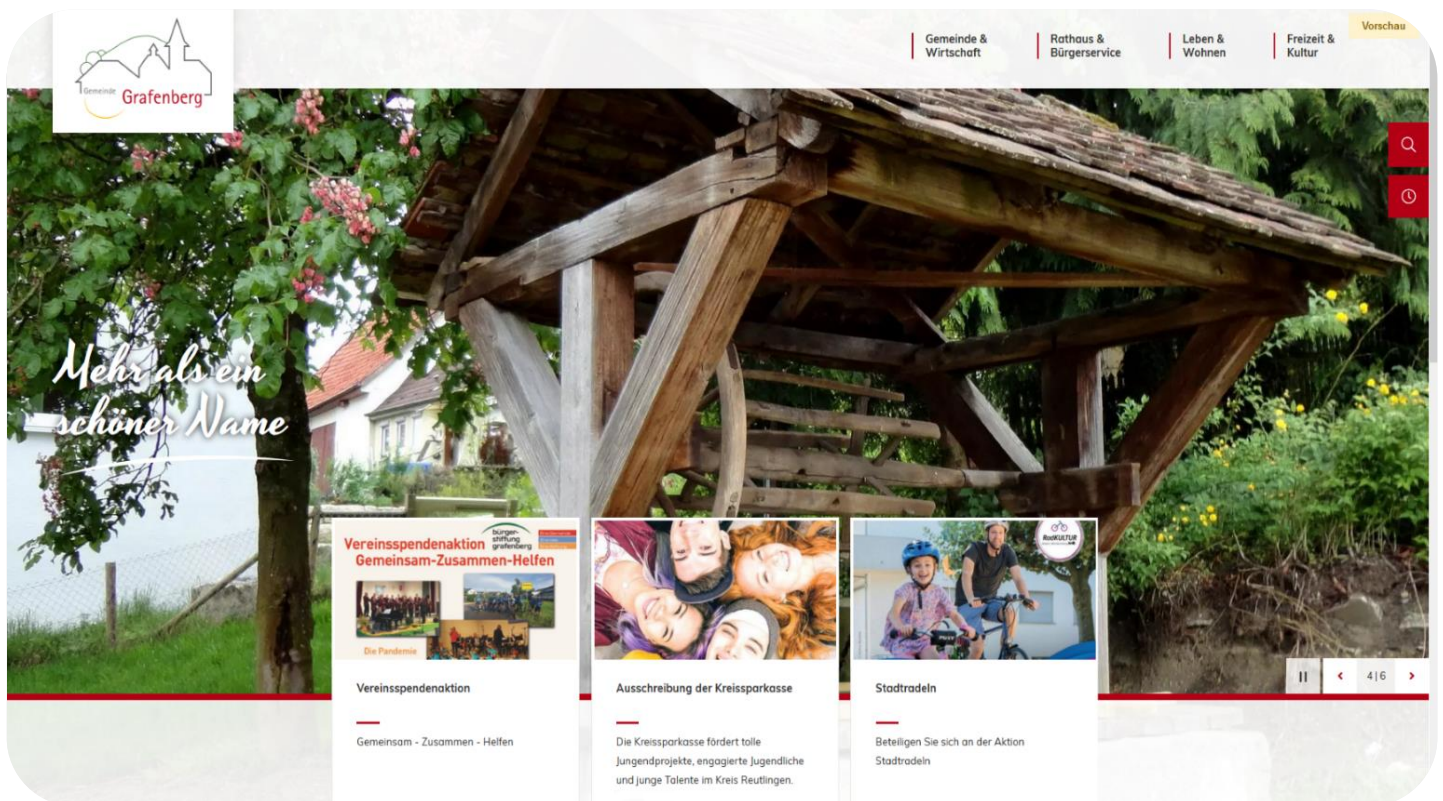 Gemeinde
Grafenberg
Gemeinde &
Wirtschaft
Rathaus &
Bürgerservice
Leben &
Wohnen
Freizeit &
Kultur
Vorschau
Mehr als ein
schöner Name
bürger-
stiftung
grafenberg
Vereinsspendenaktion
Gemeinsam-Zusammen-Helfen
Die Pandemie
RadKULTUR
PUKY
4|6
Vereinsspendenaktion
Gemeinsam - Zusammen - Helfen
Ausschreibung der Kreissparkasse
Die Kreissparkasse fördert tolle
Jungendprojekte, engagierte Jugendliche
und junge Talente im Kreis Reutlingen.
Stadtradeln
Beteiligen Sie sich an der Aktion
Stadtradeln